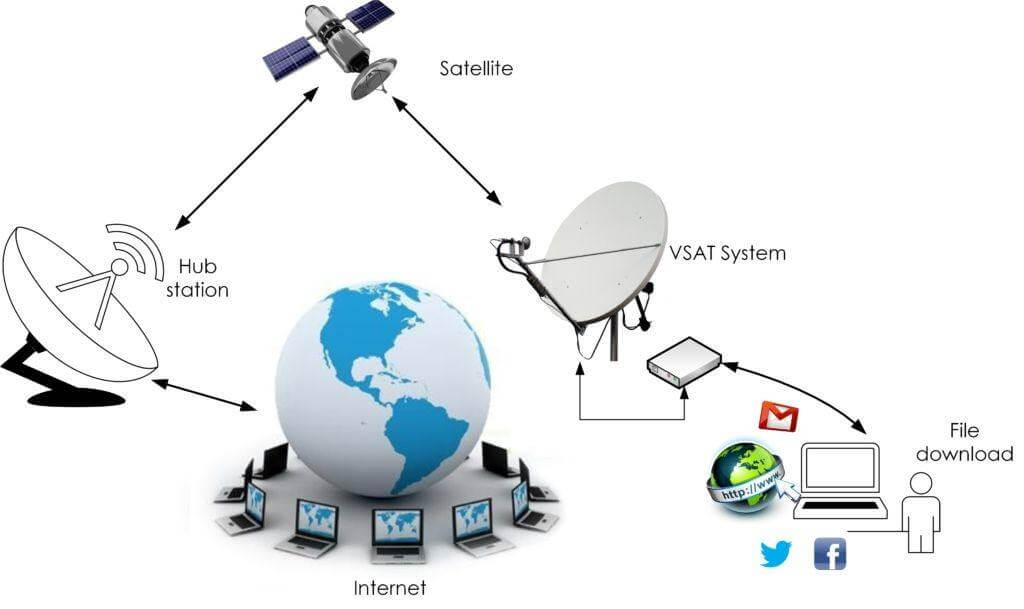 Satellite
Hub
station
VSAT System
File
download
http://www.
Internet